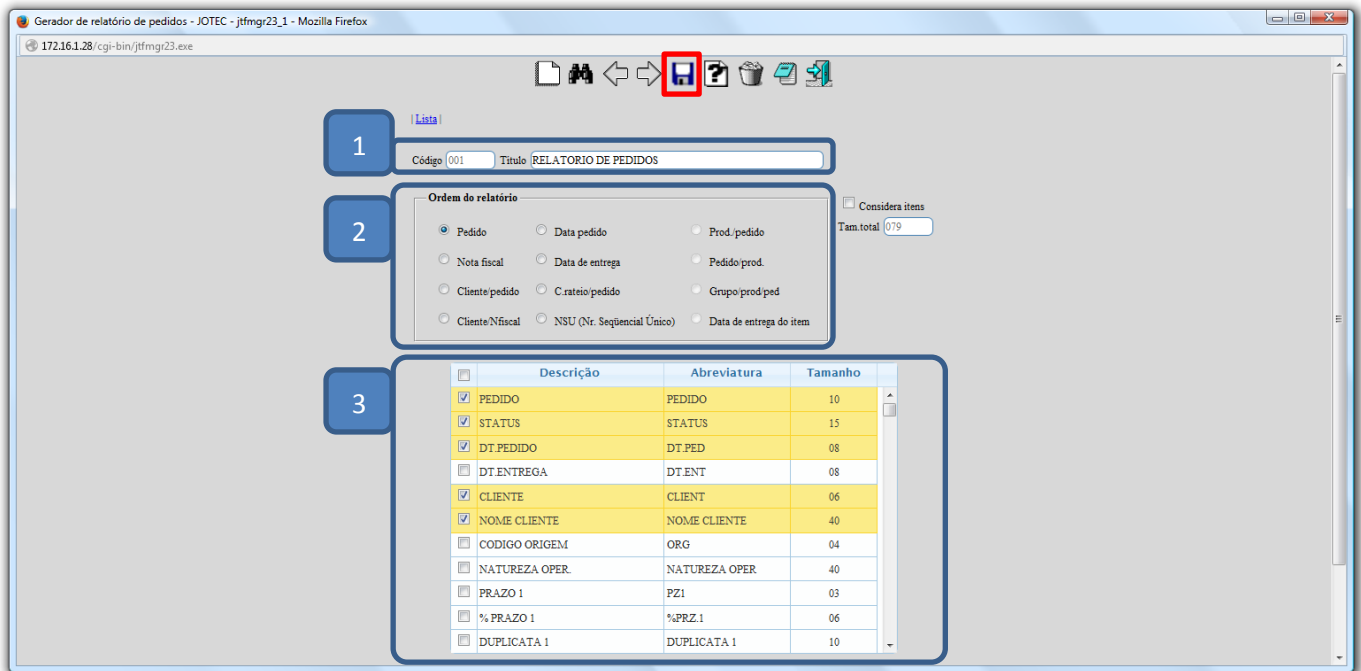 Gerador de relatório de pedidos - JOTEC - jtfmgr23_1 - Mozilla Firefox
172.16.1.28/cgi-bin/jtfmgr23.exe
| Lista |
1
Código 001 Titulo RELATORIO DE PEDIDOS
2
Ordem do relatório
Considera itens
Tam.total 079
Pedido Data pedido Prod./pedido
Nota fiscal Data de entrega Pedido/prod.
Cliente/pedido C.rateio/pedido Grupo/prod/ped
Cliente/Nfiscal NSU (Nr. Seqüencial Único) Data de entrega do item
3
Descrição Abreviatura Tamanho
PEDIDO PEDIDO 10
STATUS STATUS 15
DT.PEDIDO DT.PED 08
DT.ENTREGA DT.ENT 08
CLIENTE CLIENT 06
NOME CLIENTE NOME CLIENTE 40
CODIGO ORIGEM ORG 04
NATUREZA OPER. NATUREZA OPER 40
PRAZO 1 PZ1 03
% PRAZO 1 %PRZ.1 06
DUPLICATA 1 DUPLICATA 1 10